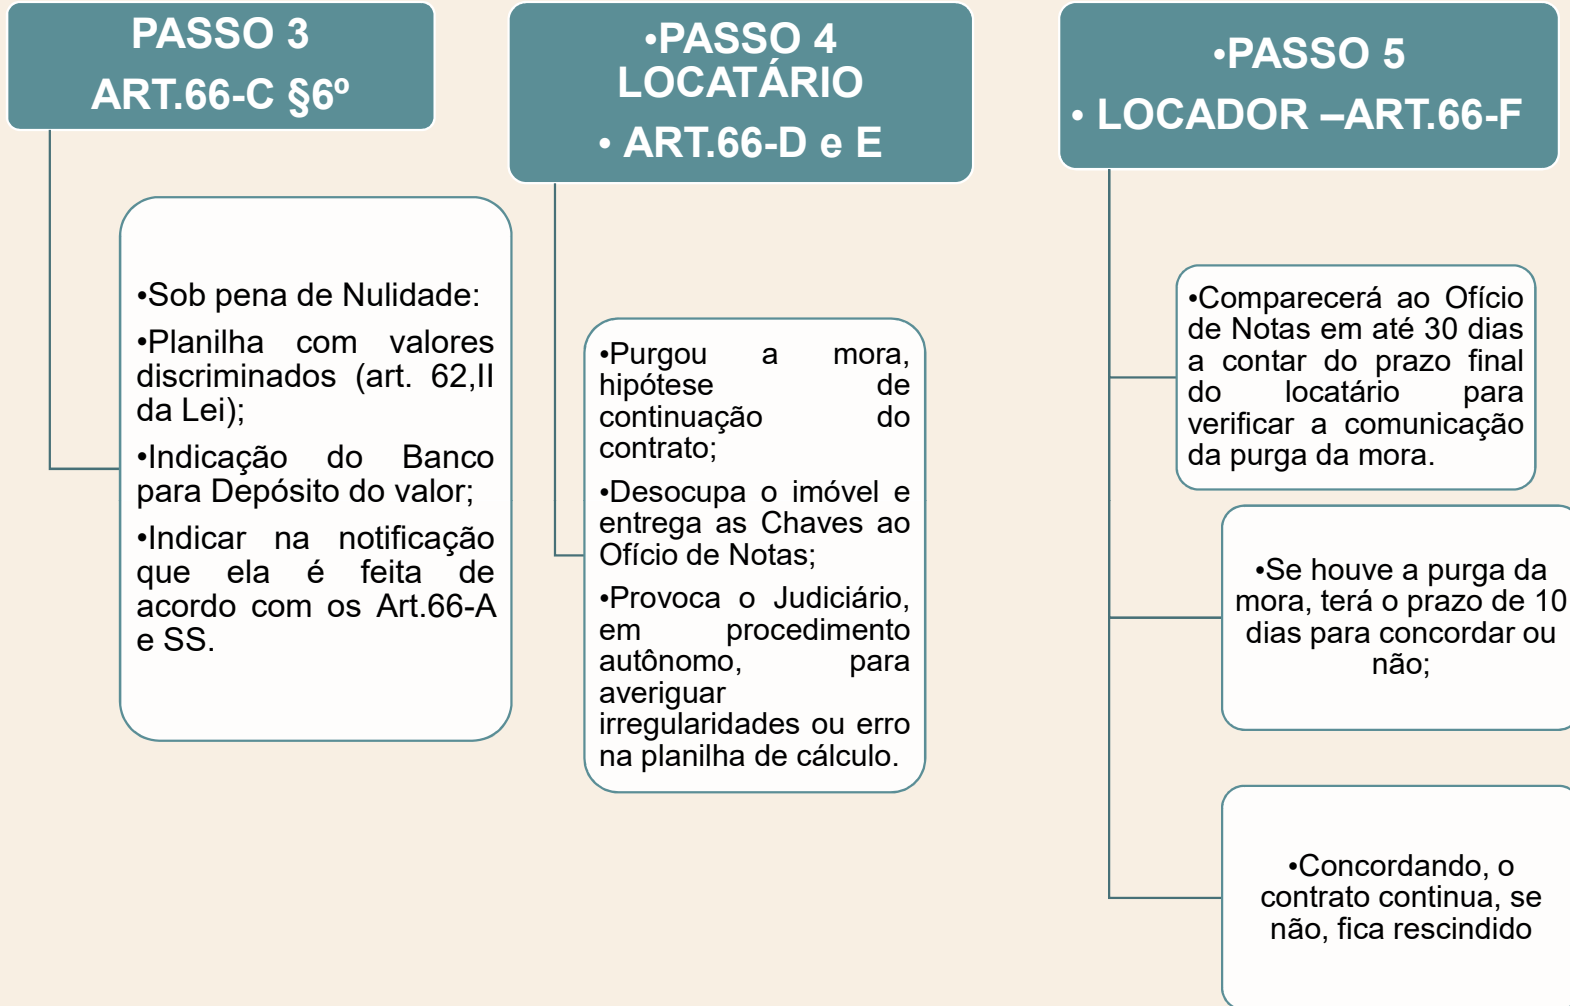 PASSO 3
ART.66-C §6º
•Sob pena de Nulidade:
•Planilha com valores
discriminados (art. 62,II
da Lei);
•Indicação do Banco
para Depósito do valor;
•Indicar na notificação
que ela é feita de
acordo com os Art.66-A
e SS.
•PASSO 4
LOCATÁRIO
• ART.66-D e E
•Purgou a mora,
hipótese de
continuação do
contrato;
•Desocupa o imóvel e
entrega as Chaves ao
Ofício de Notas;
•Provoca o Judiciário,
em procedimento
autônomo, para
averiguar
irregularidades ou erro
na planilha de cálculo.
•PASSO 5
• LOCADOR –ART.66-F
•Comparecerá ao Ofício
de Notas em até 30 dias
a contar do prazo final
do locatário para
verificar a comunicação
da purga da mora.
•Se houve a purga da
mora, terá o prazo de 10
dias para concordar ou
não;
•Concordando, o
contrato continua, se
não, fica rescindido